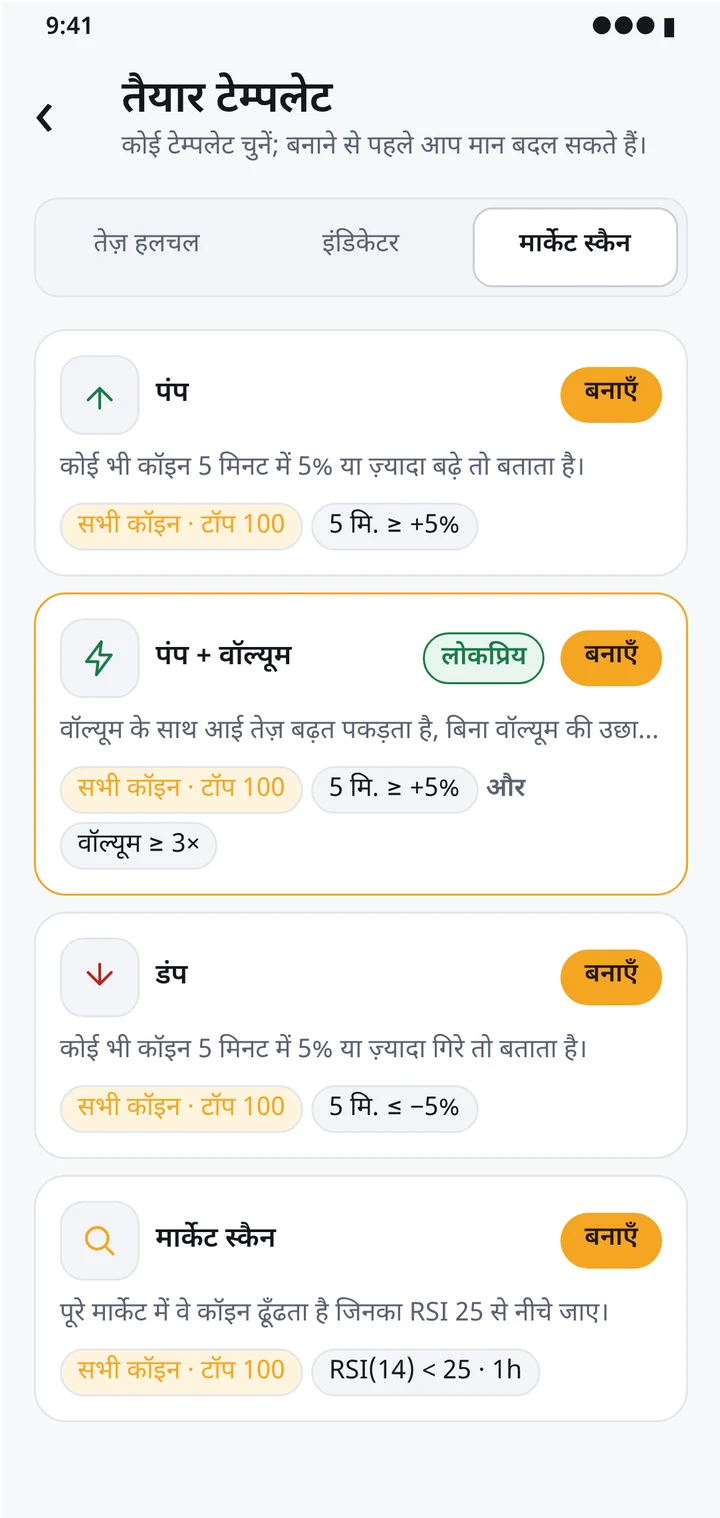 9:41
तैयार टेम्पलेट
कोई टेम्पलेट चुनें; बनाने से पहले आप मान बदल सकते हैं।
तेज़ हलचल
इंडिकेटर
मार्केट स्कैन
पंप
बनाएँ
कोई भी कॉइन 5 मिनट में 5% या ज़्यादा बढ़े तो बताता है।
सभी कॉइन · टॉप 100
5 मि. ≥ +5%
पंप + वॉल्यूम
लोकप्रिय
बनाएँ
वॉल्यूम के साथ आई तेज़ बढ़त पकड़ता है, बिना वॉल्यूम की उछा...
सभी कॉइन · टॉप 100
5 मि. ≥ +5%
और
वॉल्यूम ≥ 3×
डंप
बनाएँ
कोई भी कॉइन 5 मिनट में 5% या ज़्यादा गिरे तो बताता है।
सभी कॉइन · टॉप 100
5 मि. ≤ −5%
मार्केट स्कैन
बनाएँ
पूरे मार्केट में वे कॉइन ढूँढता है जिनका RSI 25 से नीचे जाए।
सभी कॉइन · टॉप 100
RSI(14) < 25 · 1h